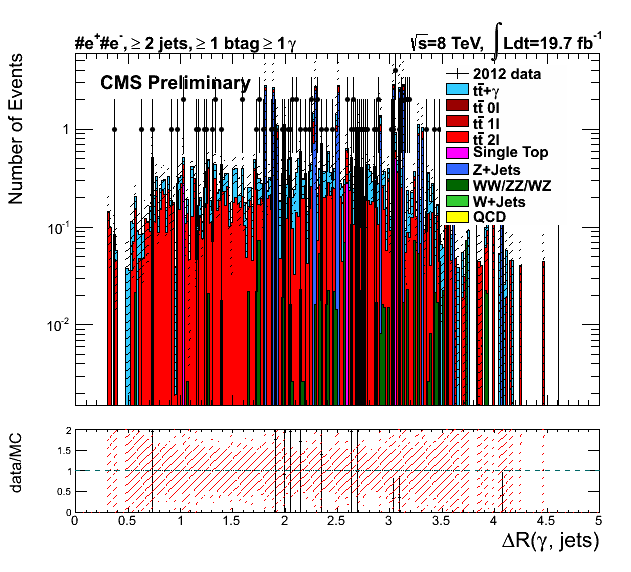 #e⁺#e⁻, ≥ 2 jets, ≥ 1 btag ≥ 1 γ
√s=8 TeV, ∫ Ldt=19.7 fb⁻¹
CMS Preliminary
2012 data
tt̄+γ
tt̄ 0l
tt̄ 1l
tt̄ 2l
Single Top
Z+Jets
WW/ZZ/WZ
W+Jets
QCD
Number of Events
1
10⁻¹
10⁻²
data/MC
2
1.5
1
0.5
0
0 0.5 1 1.5 2 2.5 3 3.5 4 4.5 5
ΔR(γ, jets)